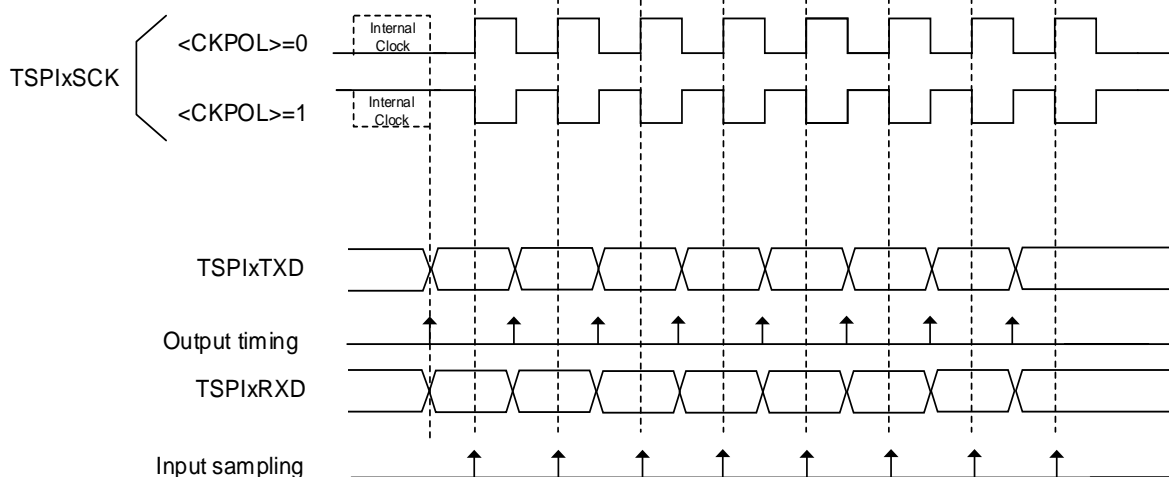 Internal
Clock
<CKPOL>=0
TSPIxSCK
Internal
Clock
<CKPOL>=1
TSPIxTXD
Output timing
TSPIxRXD
Input sampling